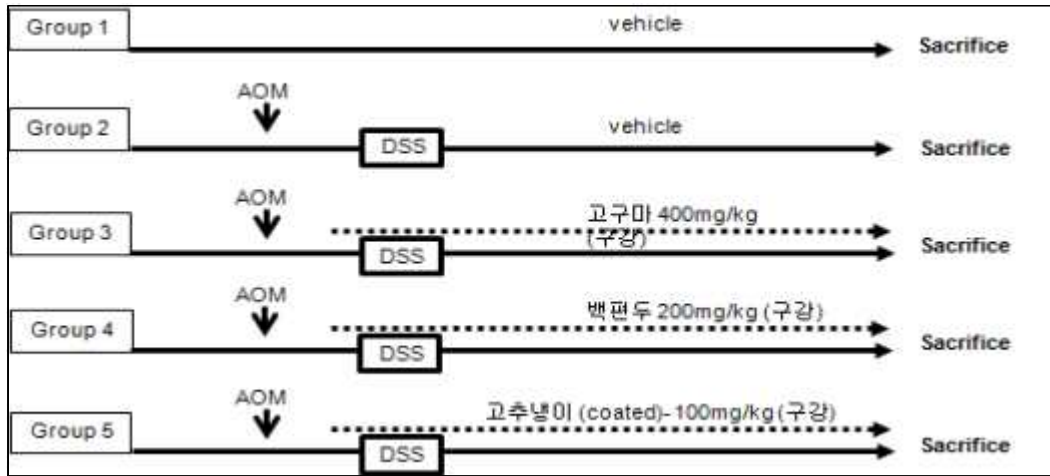 Group 1
vehicle
Sacrifice
AOM
Group 2
DSS
vehicle
Sacrifice
AOM
고구마 400mg/kg
(구강)
Group 3
DSS
Sacrifice
AOM
백편두 200mg/kg (구강)
Group 4
DSS
Sacrifice
AOM
고추냉이 (coated)- 100mg/kg (구강)
Group 5
DSS
Sacrifice